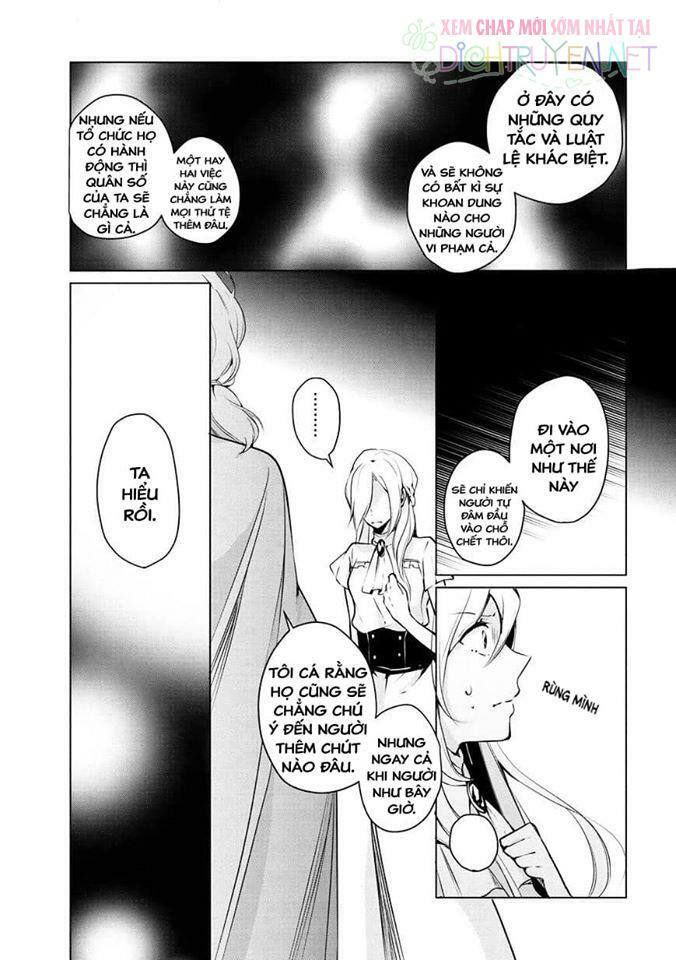 XEM CHAP MỚI SỚM NHẤT TẠI
DICHTRUYEN.NET
Ở ĐÂY CÓ
NHỮNG QUY
TẮC VÀ LUẬT
LỆ KHÁC BIỆT.
VÀ SẼ KHÔNG
CÓ BẤT KÌ SỰ
KHOAN DUNG
NÀO CHO
NHỮNG NGƯỜI
VI PHẠM CẢ.
MỘT HAY
HAI VIỆC
NÀY CŨNG
CHẲNG LÀM
MỌI THỨ TỆ
THÊM ĐÂU.
NHƯNG NẾU
TỔ CHỨC HỌ
CÓ HÀNH
ĐỘNG THÌ
QUÂN SỐ
CỦA TA SẼ
CHẲNG LÀ
GÌ CẢ.
ĐI VÀO
MỘT NƠI
NHƯ THẾ
NÀY
SẼ CHỈ KHIẾN
NGƯỜI TỰ
ĐÂM ĐẦU
VÀO CHỖ
CHẾT THÔI.
.........
TA
HIỂU
RỒI.
RÙNG MÌNH
NHƯNG NGAY CẢ
KHI NGƯỜI
NHƯ BÂY
GIỜ.
TÔI CÁ RẰNG
HỌ CŨNG SẼ
CHẲNG CHÚ
Ý ĐẾN NGƯỜI
THÊM CHÚT
NÀO ĐÂU.